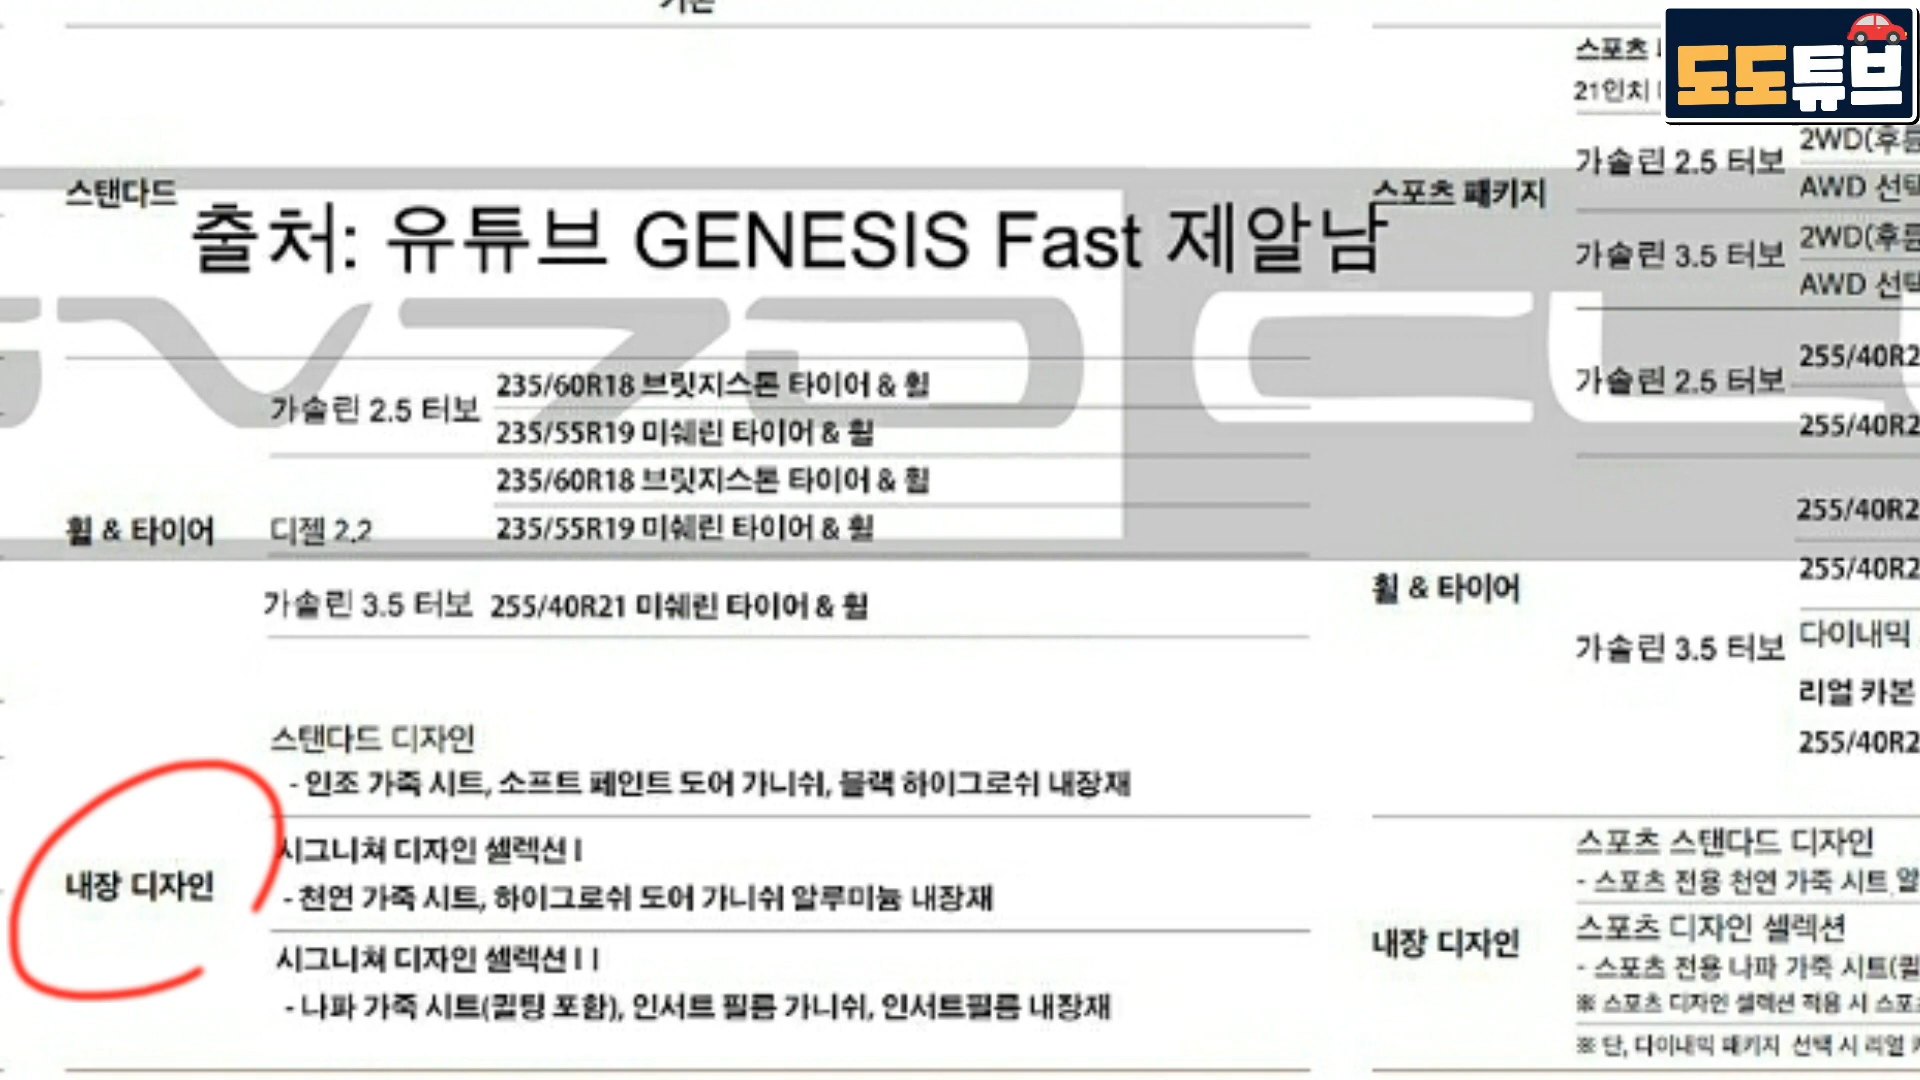 기본
스탠다드
출처: 유튜브 GENESIS Fast 제알남
GV70 CLU
가솔린 2.5 터보
235/60R18 브릿지스톤 타이어 & 휠
235/55R19 미쉐린 타이어 & 휠
휠 & 타이어
디젤 2.2
235/60R18 브릿지스톤 타이어 & 휠
235/55R19 미쉐린 타이어 & 휠
가솔린 3.5 터보 255/40R21 미쉐린 타이어 & 휠
내장 디자인
스탠다드 디자인
- 인조 가죽 시트, 소프트 페인트 도어 가니쉬, 블랙 하이그로쉬 내장재
시그니쳐 디자인 셀렉션 I
- 천연 가죽 시트, 하이그로쉬 도어 가니쉬 알루미늄 내장재
시그니쳐 디자인 셀렉션 I I
- 나파 가죽 시트(퀼팅 포함), 인서트 필름 가니쉬, 인서트필름 내장재
도도튜브
스포츠
21인치
스포츠 패키지
가솔린 2.5 터보
2WD(후륜
AWD 선택
가솔린 3.5 터보
2WD(후륜
AWD 선택
휠 & 타이어
가솔린 2.5 터보
255/40R2
255/40R2
가솔린 3.5 터보
255/40R2
255/40R2
다이내믹
리얼 카본
255/40R2
내장 디자인
스포츠 스탠다드 디자인
- 스포츠 전용 천연 가죽 시트, 알
스포츠 디자인 셀렉션
- 스포츠 전용 나파 가죽 시트(퀼
※ 스포츠 디자인 셀렉션 적용 시 스포츠
※ 단, 다이내믹 패키지 선택 시 리얼